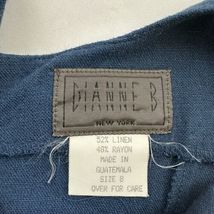 DIANNE B
NEW YORK
52% LINEN
48% RAYON
MADE IN
GUATEMALA
SIZE 8
OVER FOR CARE